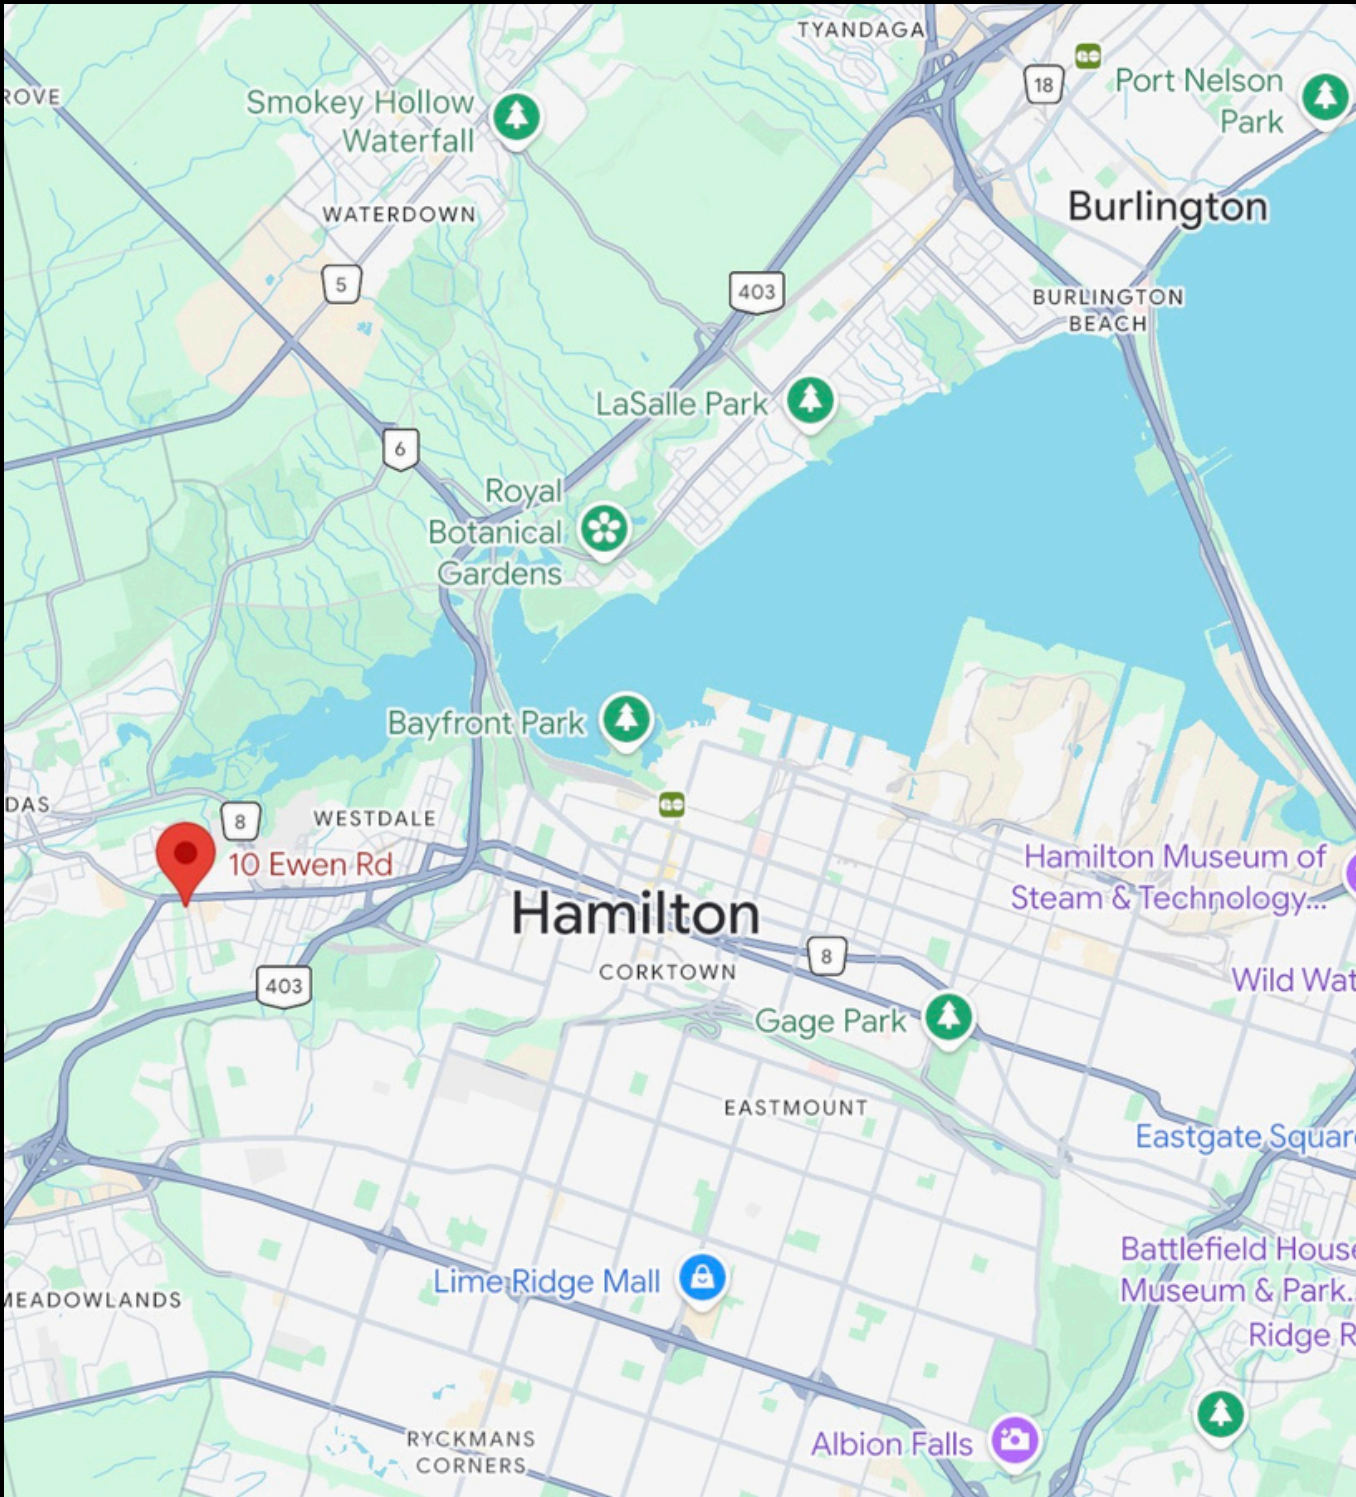 TYANDAGA
GO
18
Port Nelson
Park
ROVE
Smokey Hollow
Waterfall
WATERDOWN
Burlington
5
403
BURLINGTON
BEACH
LaSalle Park
6
Royal
Botanical
Gardens
Bayfront Park
GO
DAS
8
WESTDALE
10 Ewen Rd
Hamilton Museum of
Steam & Technology...
Hamilton
8
CORKTOWN
403
Wild Wat
Gage Park
EASTMOUNT
Eastgate Square
Battlefield House
Museum & Park...
Lime Ridge Mall
MEADOWLANDS
Ridge R
RYCKMANS
CORNERS
Albion Falls